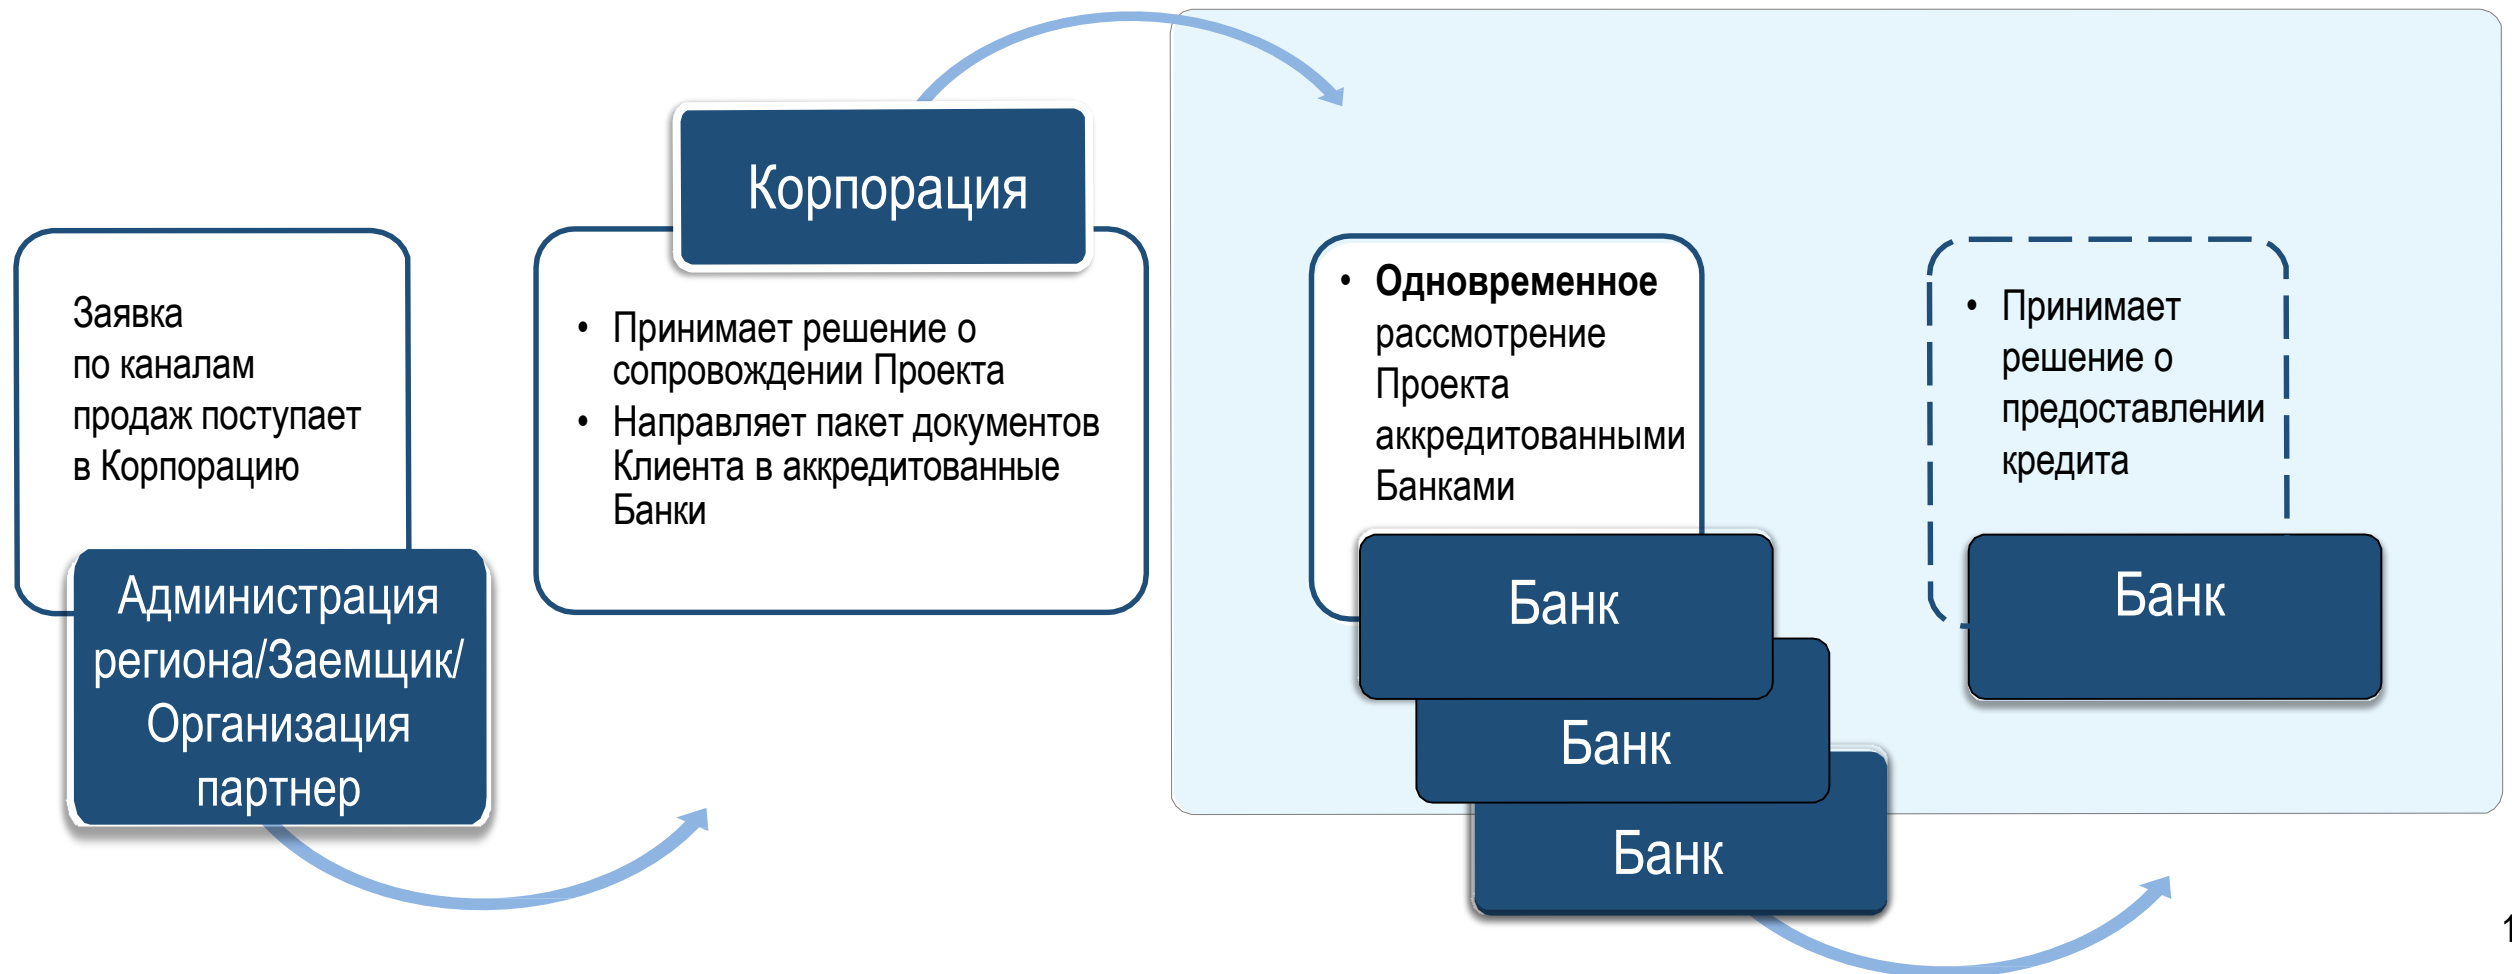 Заявка
по каналам
продаж поступает
в Корпорацию
Администрация
региона/Заемщик/
Организация
партнер
Корпорация
• Принимает решение о
сопровождении Проекта
• Направляет пакет документов
Клиента в аккредитованные
Банки
• Одновременное
рассмотрение
Проекта
аккредитованными
Банками
Банк
Банк
Банк
• Принимает
решение о
предоставлении
кредита
Банк
1